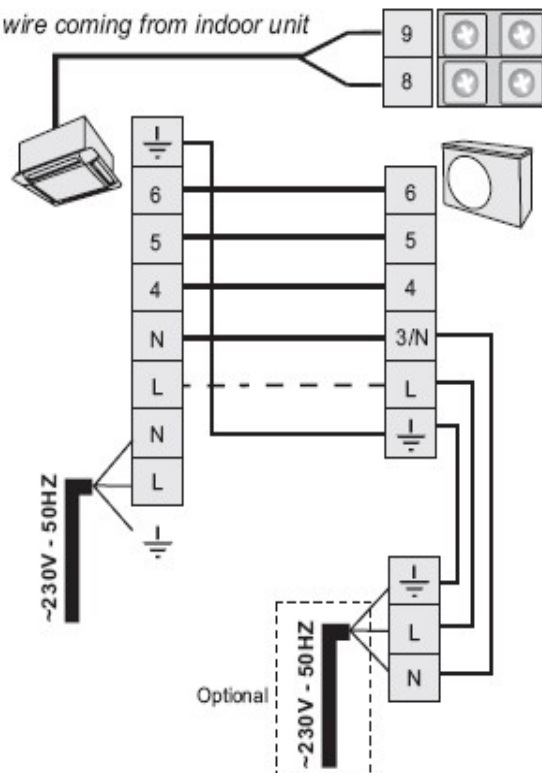 wire coming from indoor unit
9
8
6
5
4
N
L
N
L
6
5
4
3/N
L
~230V - 50HZ
L
N
Optional
~230V - 50HZ